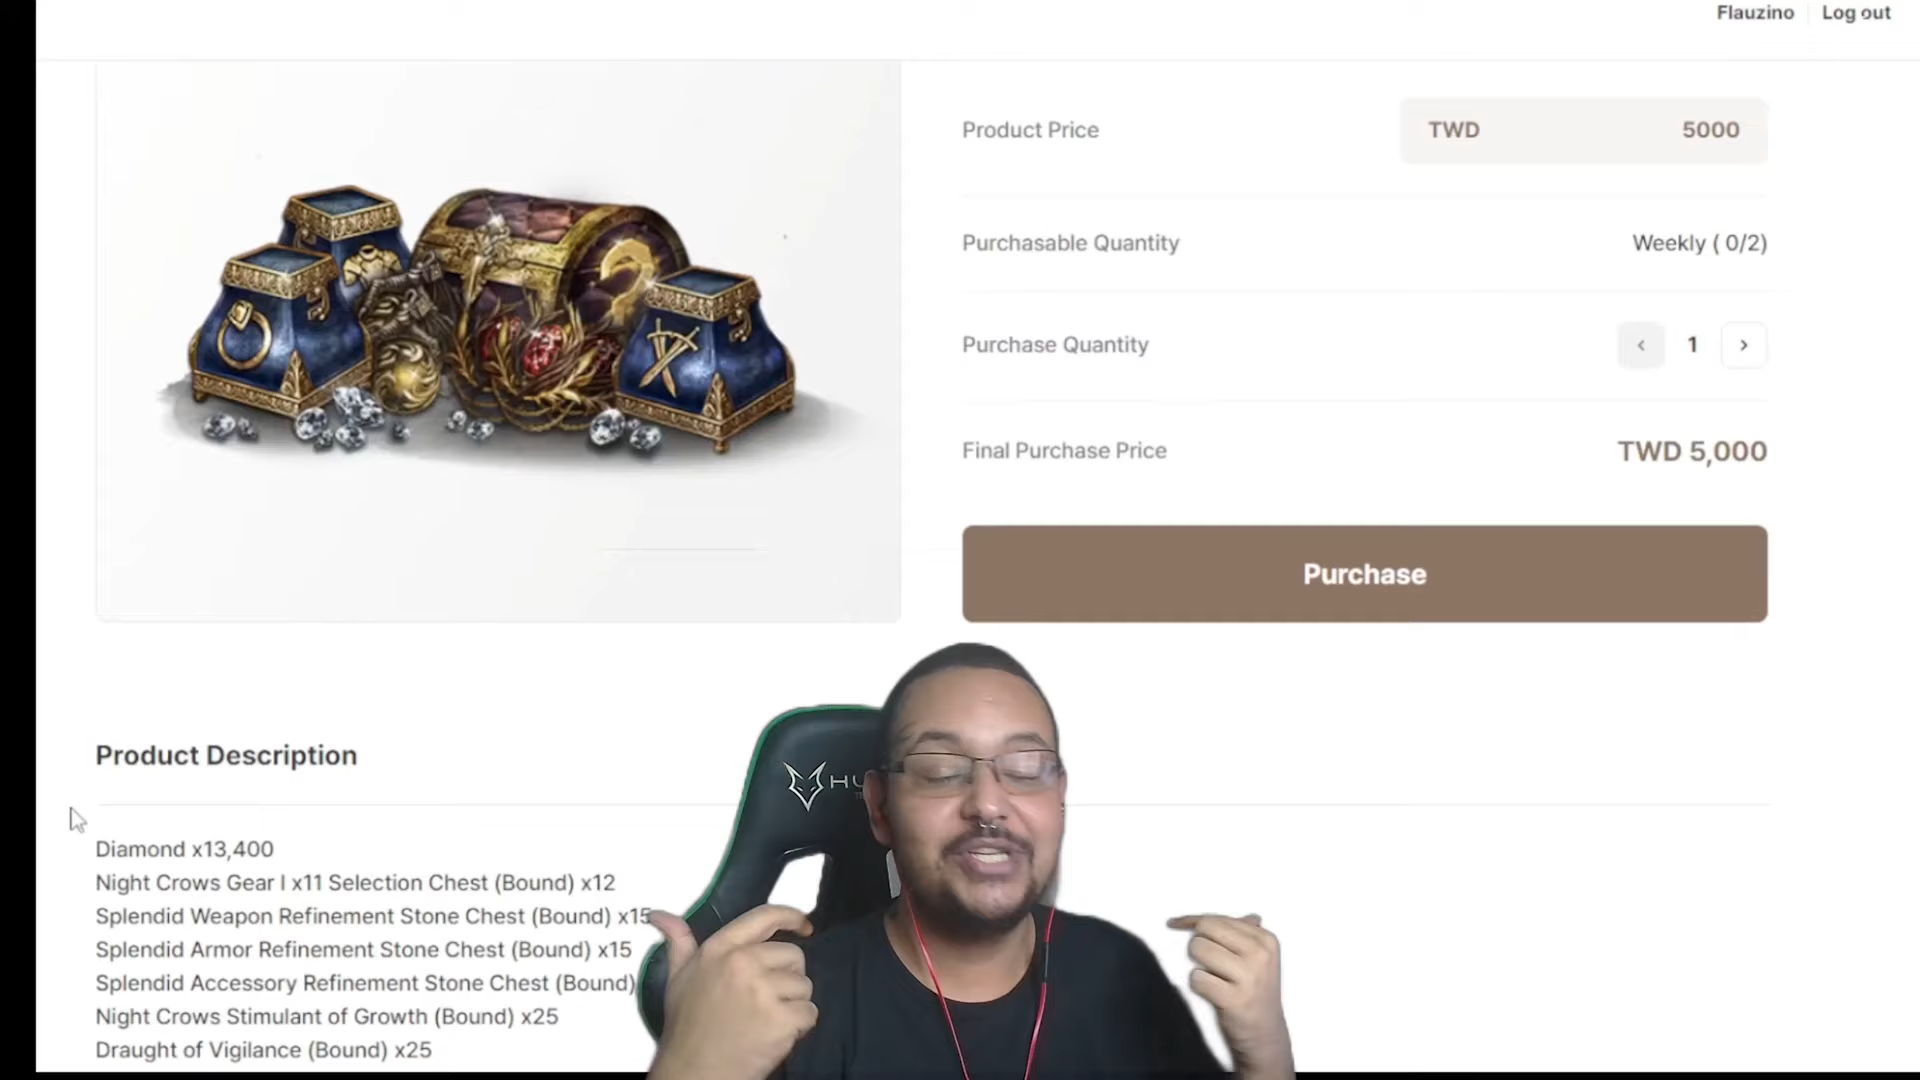 Flauzino
Log out
Product Price
TWD 5000
Purchasable Quantity
Weekly ( 0/2)
Purchase Quantity
1
Final Purchase Price
TWD 5,000
Purchase
Product Description
HU
Diamond x13,400
Night Crows Gear I x11 Selection Chest (Bound) x12
Splendid Weapon Refinement Stone Chest (Bound) x15
Splendid Armor Refinement Stone Chest (Bound) x15
Splendid Accessory Refinement Stone Chest (Bound)
Night Crows Stimulant of Growth (Bound) x25
Draught of Vigilance (Bound) x25